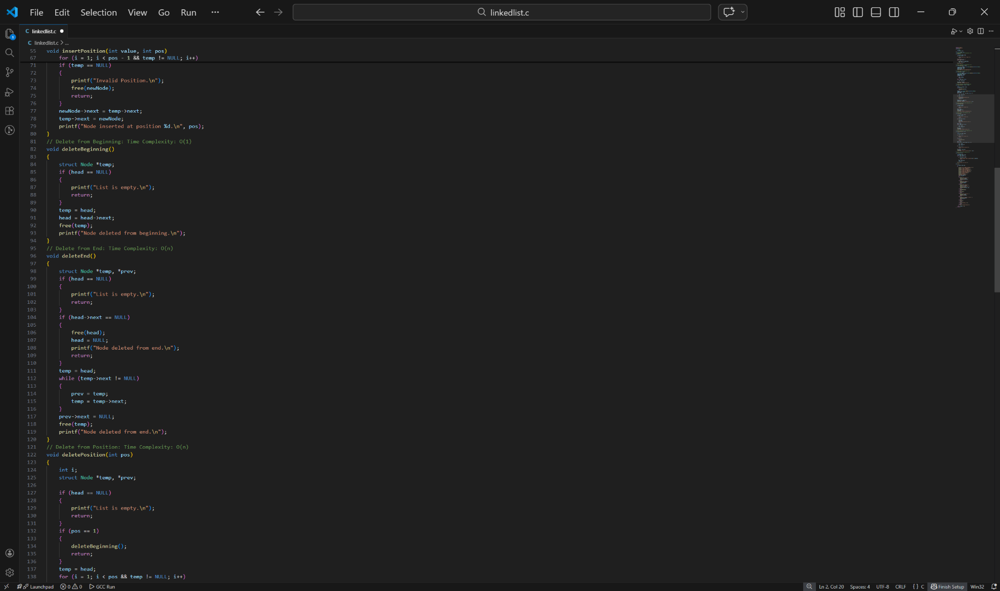 File Edit Selection View Go Run ··· linkedlist.c
C linkedlist.c ●
C linkedlist.c > ...
55 void insertPosition(int value, int pos)
67     for (i = 1; i < pos - 1 && temp != NULL; i++)
71     if (temp == NULL)
72     {
73         printf("Invalid Position.\n");
74         free(newNode);
75         return;
76     }
77     newNode->next = temp->next;
78     temp->next = newNode;
79     printf("Node inserted at position %d.\n", pos);
80 }
81 // Delete from Beginning: Time Complexity: O(1)
82 void deleteBeginning()
83 {
84     struct Node *temp;
85     if (head == NULL)
86     {
87         printf("List is empty.\n");
88         return;
89     }
90     temp = head;
91     head = head->next;
92     free(temp);
93     printf("Node deleted from beginning.\n");
94 }
95 // Delete from End: Time Complexity: O(n)
96 void deleteEnd()
97 {
98     struct Node *temp, *prev;
99     if (head == NULL)
100     {
101         printf("List is empty.\n");
102         return;
103     }
104     if (head->next == NULL)
105     {
106         free(head);
107         head = NULL;
108         printf("Node deleted from end.\n");
109         return;
110     }
111     temp = head;
112     while (temp->next != NULL)
113     {
114         prev = temp;
115         temp = temp->next;
116     }
117     prev->next = NULL;
118     free(temp);
119     printf("Node deleted from end.\n");
120 }
121 // Delete from Position: Time Complexity: O(n)
122 void deletePosition(int pos)
123 {
124     int i;
125     struct Node *temp, *prev;
126
127     if (head == NULL)
128     {
129         printf("List is empty.\n");
130         return;
131     }
132     if (pos == 1)
133     {
134         deleteBeginning();
135         return;
136     }
137     temp = head;
138     for (i = 1; i < pos && temp != NULL; i++)
Launchpad 0 0 GCC Run Ln 2, Col 20 Spaces: 4 UTF-8 CRLF { } C Finish Setup Win32